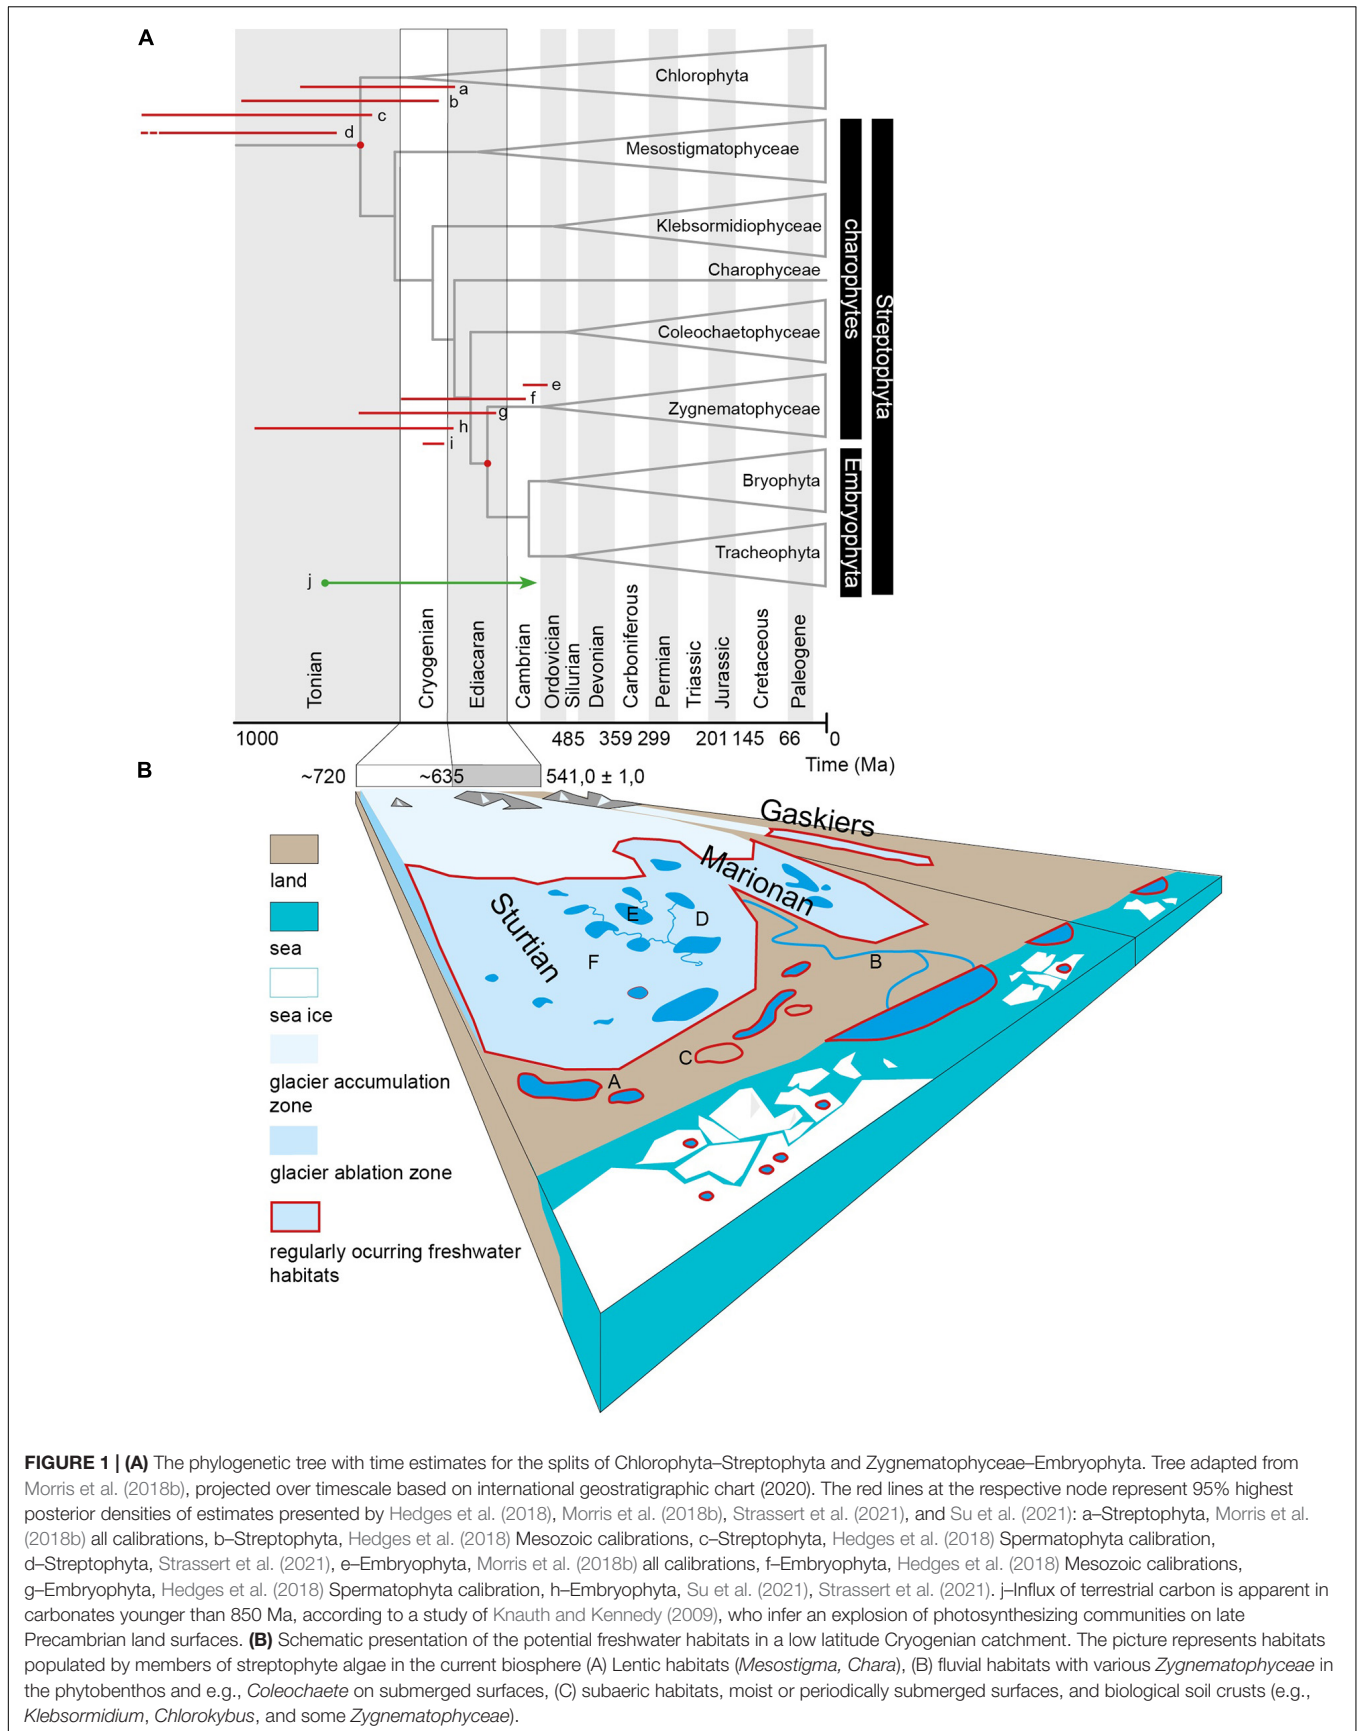 A
Chlorophyta
a
b
c
d
Mesostigmatophyceae
Klebsormidiophyceae
Charophyceae
Coleochaetophyceae
e
f
Zygnematophyceae
g
h
i
Bryophyta
Tracheophyta
charophytes
Embryophyta
Streptophyta
j
Tonian
Cryogenian
Ediacaran
Cambrian
Ordovician
Silurian
Devonian
Carboniferous
Permian
Triassic
Jurassic
Cretaceous
Paleogene
1000 485 359 299 201 145 66 0
Time (Ma)
B
~720 ~635 541,0 ± 1,0
Gaskiers
Marionan
Sturtian
E
D
F
B
C
A
land
sea
sea ice
glacier accumulation
zone
glacier ablation zone
regularly ocurring freshwater
habitats
FIGURE 1 | (A) The phylogenetic tree with time estimates for the splits of Chlorophyta–Streptophyta and Zygnematophyceae–Embryophyta. Tree adapted from
Morris et al. (2018b), projected over timescale based on international geostratigraphic chart (2020). The red lines at the respective node represent 95% highest
posterior densities of estimates presented by Hedges et al. (2018), Morris et al. (2018b), Strassert et al. (2021), and Su et al. (2021): a–Streptophyta, Morris et al.
(2018b) all calibrations, b–Streptophyta, Hedges et al. (2018) Mesozoic calibrations, c–Streptophyta, Hedges et al. (2018) Spermatophyta calibration,
d–Streptophyta, Strassert et al. (2021), e–Embryophyta, Morris et al. (2018b) all calibrations, f–Embryophyta, Hedges et al. (2018) Mesozoic calibrations,
g–Embryophyta, Hedges et al. (2018) Spermatophyta calibration, h–Embryophyta, Su et al. (2021), Strassert et al. (2021). j–Influx of terrestrial carbon is apparent in
carbonates younger than 850 Ma, according to a study of Knauth and Kennedy (2009), who infer an explosion of photosynthesizing communities on late
Precambrian land surfaces. (B) Schematic presentation of the potential freshwater habitats in a low latitude Cryogenian catchment. The picture represents habitats
populated by members of streptophyte algae in the current biosphere (A) Lentic habitats (Mesostigma, Chara), (B) fluvial habitats with various Zygnematophyceae in
the phytobenthos and e.g., Coleochaete on submerged surfaces, (C) subaeric habitats, moist or periodically submerged surfaces, and biological soil crusts (e.g.,
Klebsormidium, Chlorokybus, and some Zygnematophyceae).